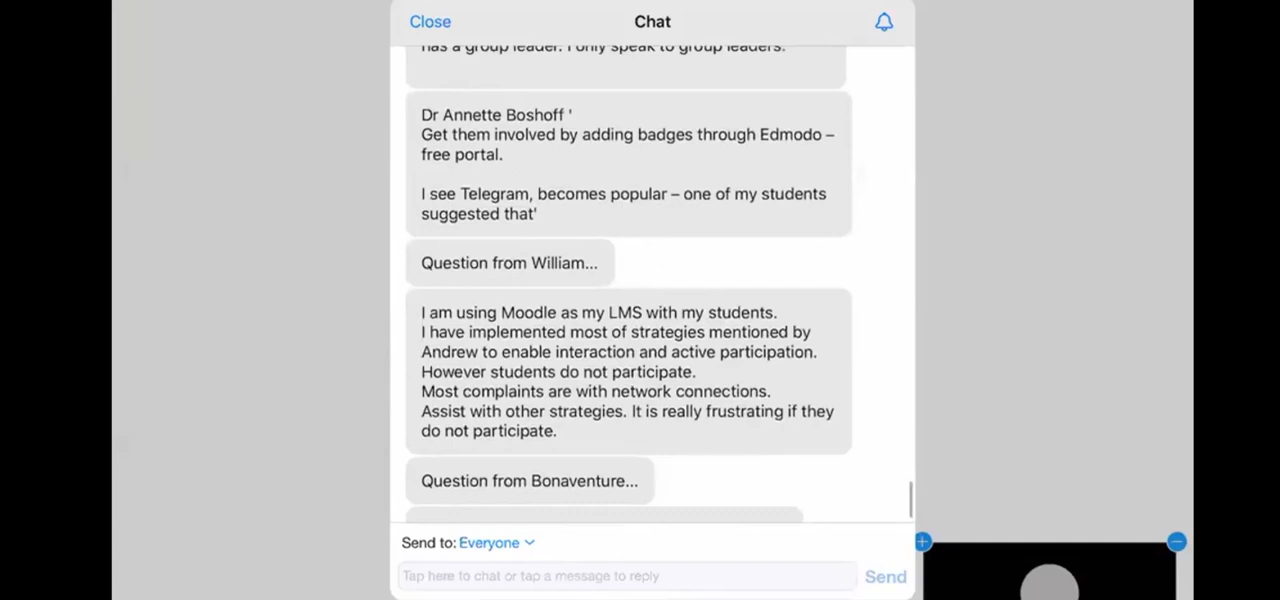 Close
Chat
has a group leader. I only speak to group leaders.
Dr Annette Boshoff '
Get them involved by adding badges through Edmodo –
free portal.
I see Telegram, becomes popular – one of my students
suggested that'
Question from William...
I am using Moodle as my LMS with my students.
I have implemented most of strategies mentioned by
Andrew to enable interaction and active participation.
However students do not participate.
Most complaints are with network connections.
Assist with other strategies. It is really frustrating if they
do not participate.
Question from Bonaventure...
Send to: Everyone
Tap here to chat or tap a message to reply
Send